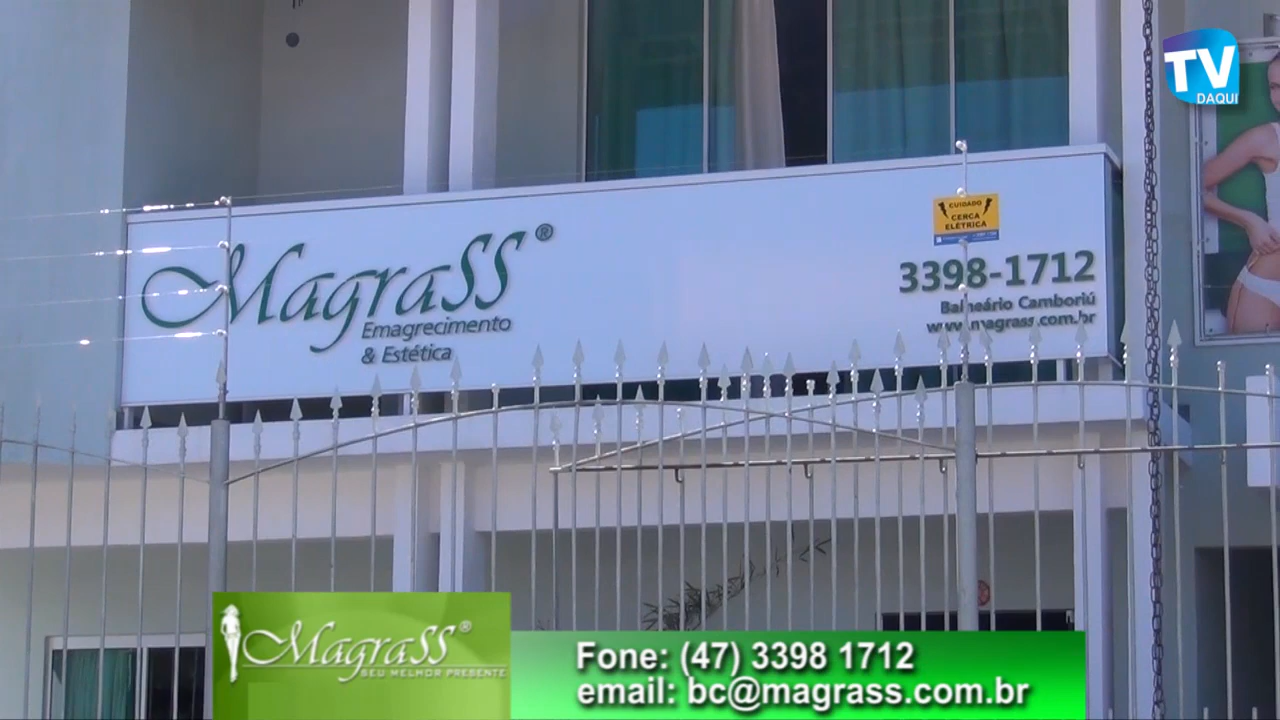 TV
DAQUI
CUIDADO
CERCA
ELÉTRICA
MagraSS®
Emagrecimento
& Estética
3398-1712
Balneário Camboriú
www.magrass.com.br
MagraSS®
SEU MELHOR PRESENTE
Fone: (47) 3398 1712
email: bc@magrass.com.br